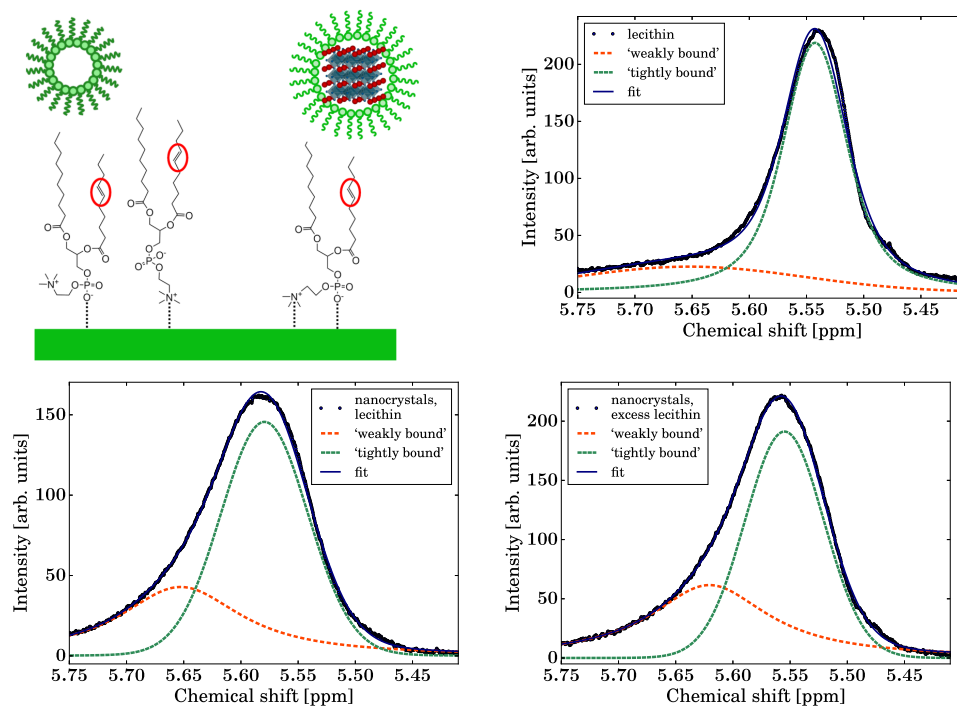 O
O
O
O
O
P
O
O-
N+
O
O
O
O
O-
P
O-
O
N+
O
O
O
O
O
P
O
O-
N+
lecithin
'weakly bound'
'tightly bound'
fit
200
150
100
50
0
Intensity [arb. units]
5.75 5.70 5.65 5.60 5.55 5.50 5.45
Chemical shift [ppm]
nanocrystals,
lecithin
'weakly bound'
'tightly bound'
fit
150
100
50
0
Intensity [arb. units]
5.75 5.70 5.65 5.60 5.55 5.50 5.45
Chemical shift [ppm]
nanocrystals,
excess lecithin
'weakly bound'
'tightly bound'
fit
200
150
100
50
0
Intensity [arb. units]
5.75 5.70 5.65 5.60 5.55 5.50 5.45
Chemical shift [ppm]